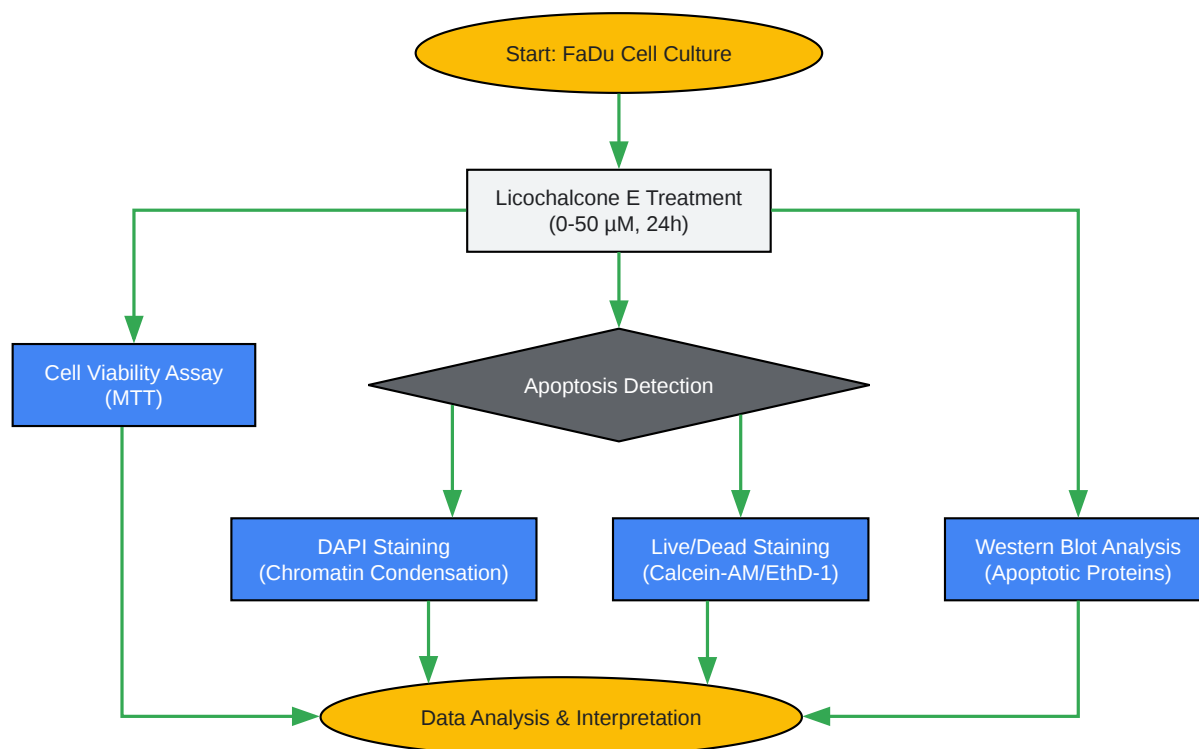 Start: FaDu Cell Culture
Licochalcone E Treatment
(0-50 µM, 24h)
Cell Viability Assay
(MTT)
Apoptosis Detection
DAPI Staining
(Chromatin Condensation)
Live/Dead Staining
(Calcein-AM/EthD-1)
Western Blot Analysis
(Apoptotic Proteins)
Data Analysis & Interpretation